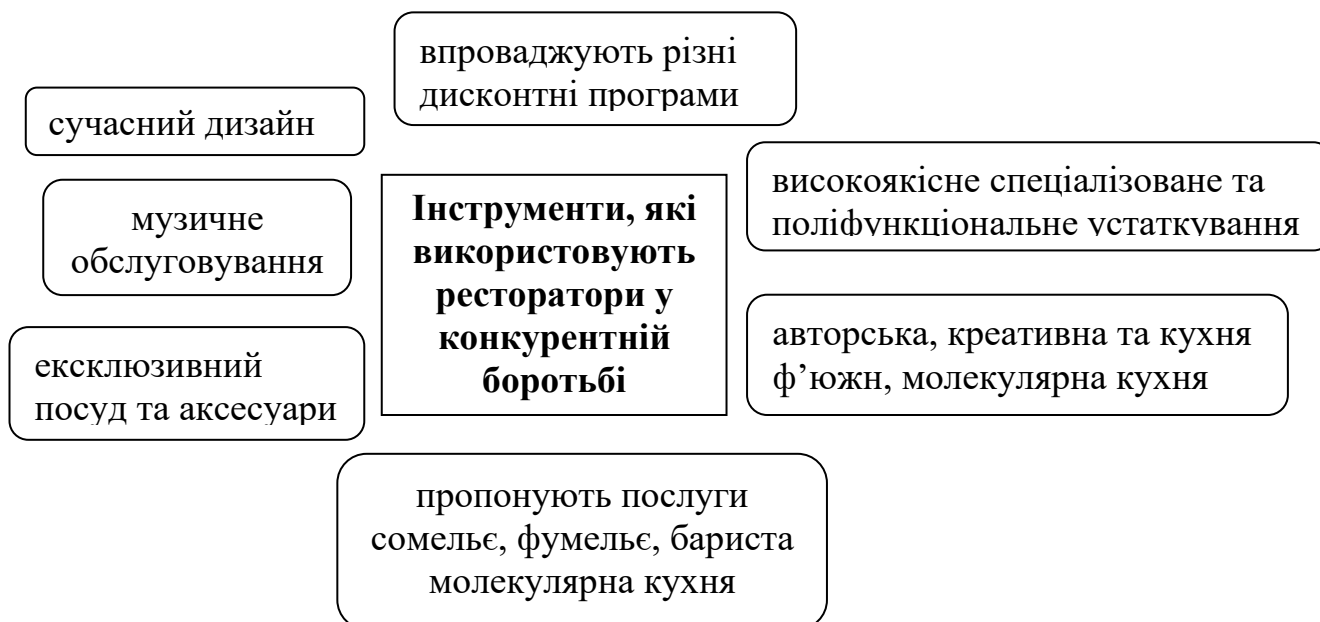 впроваджують різні
дисконтні програми
сучасний дизайн
високоякісне спеціалізоване та
поліфункціональне устаткування
музичне
обслуговування
Інструменти, які
використовують
ресторатори у
конкурентній
боротьбі
авторська, креативна та кухня
ф’южн, молекулярна кухня
ексклюзивний
посуд та аксесуари
пропонують послуги
сомельє, фумельє, бариста
молекулярна кухня